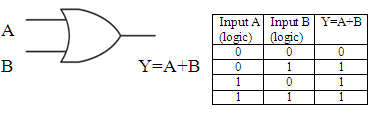 A
B
Y=A+B
Input A (logic) Input B (logic) Y=A+B
0 0 0
0 1 1
1 0 1
1 1 1